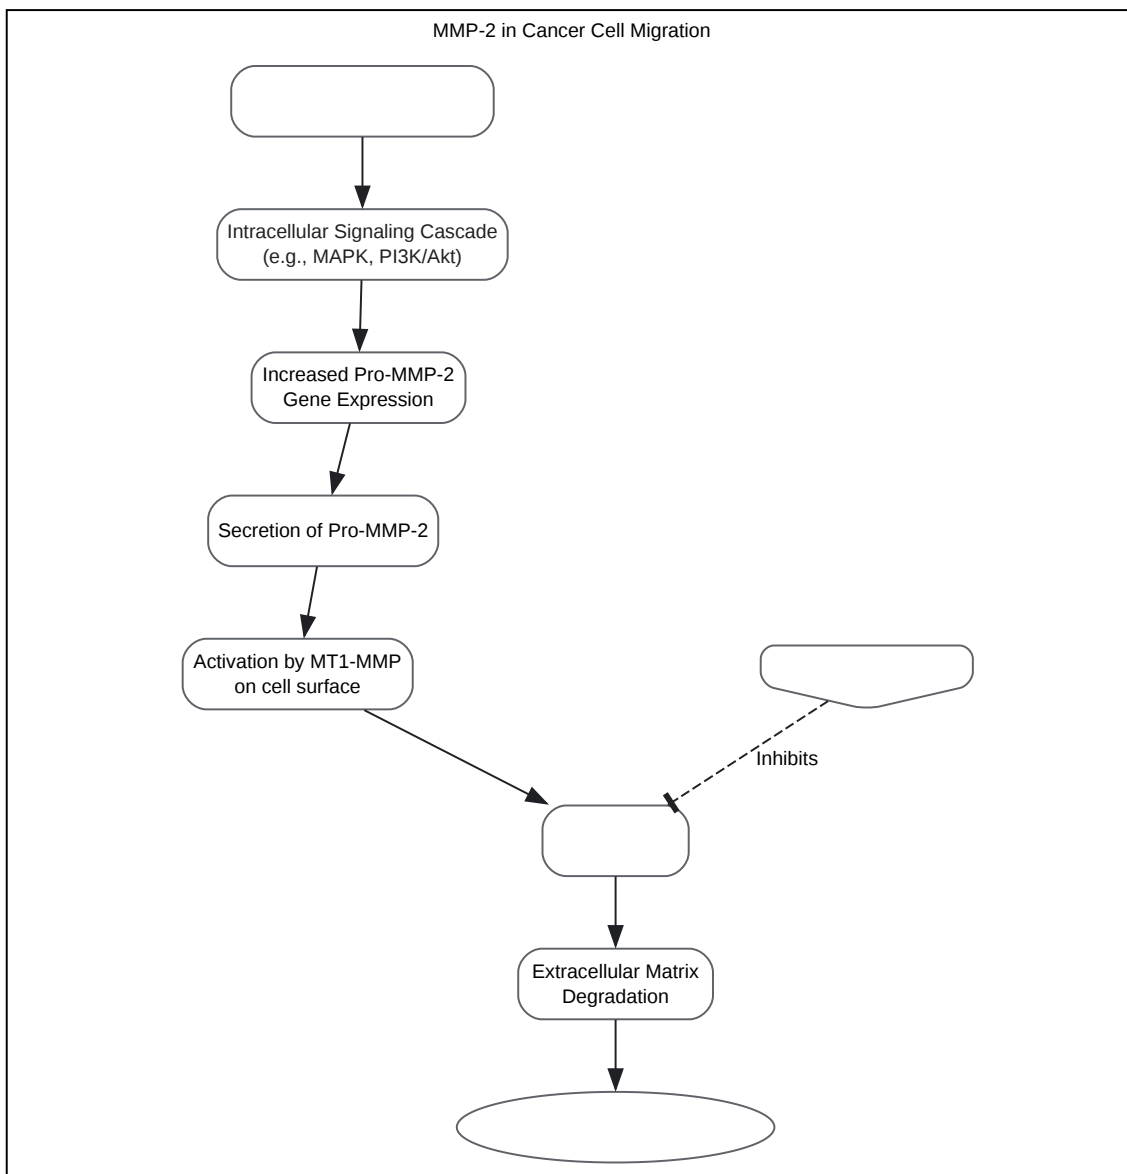 MMP-2 in Cancer Cell Migration
Intracellular Signaling Cascade
(e.g., MAPK, PI3K/Akt)
Increased Pro-MMP-2
Gene Expression
Secretion of Pro-MMP-2
Activation by MT1-MMP
on cell surface
Inhibits
Extracellular Matrix
Degradation